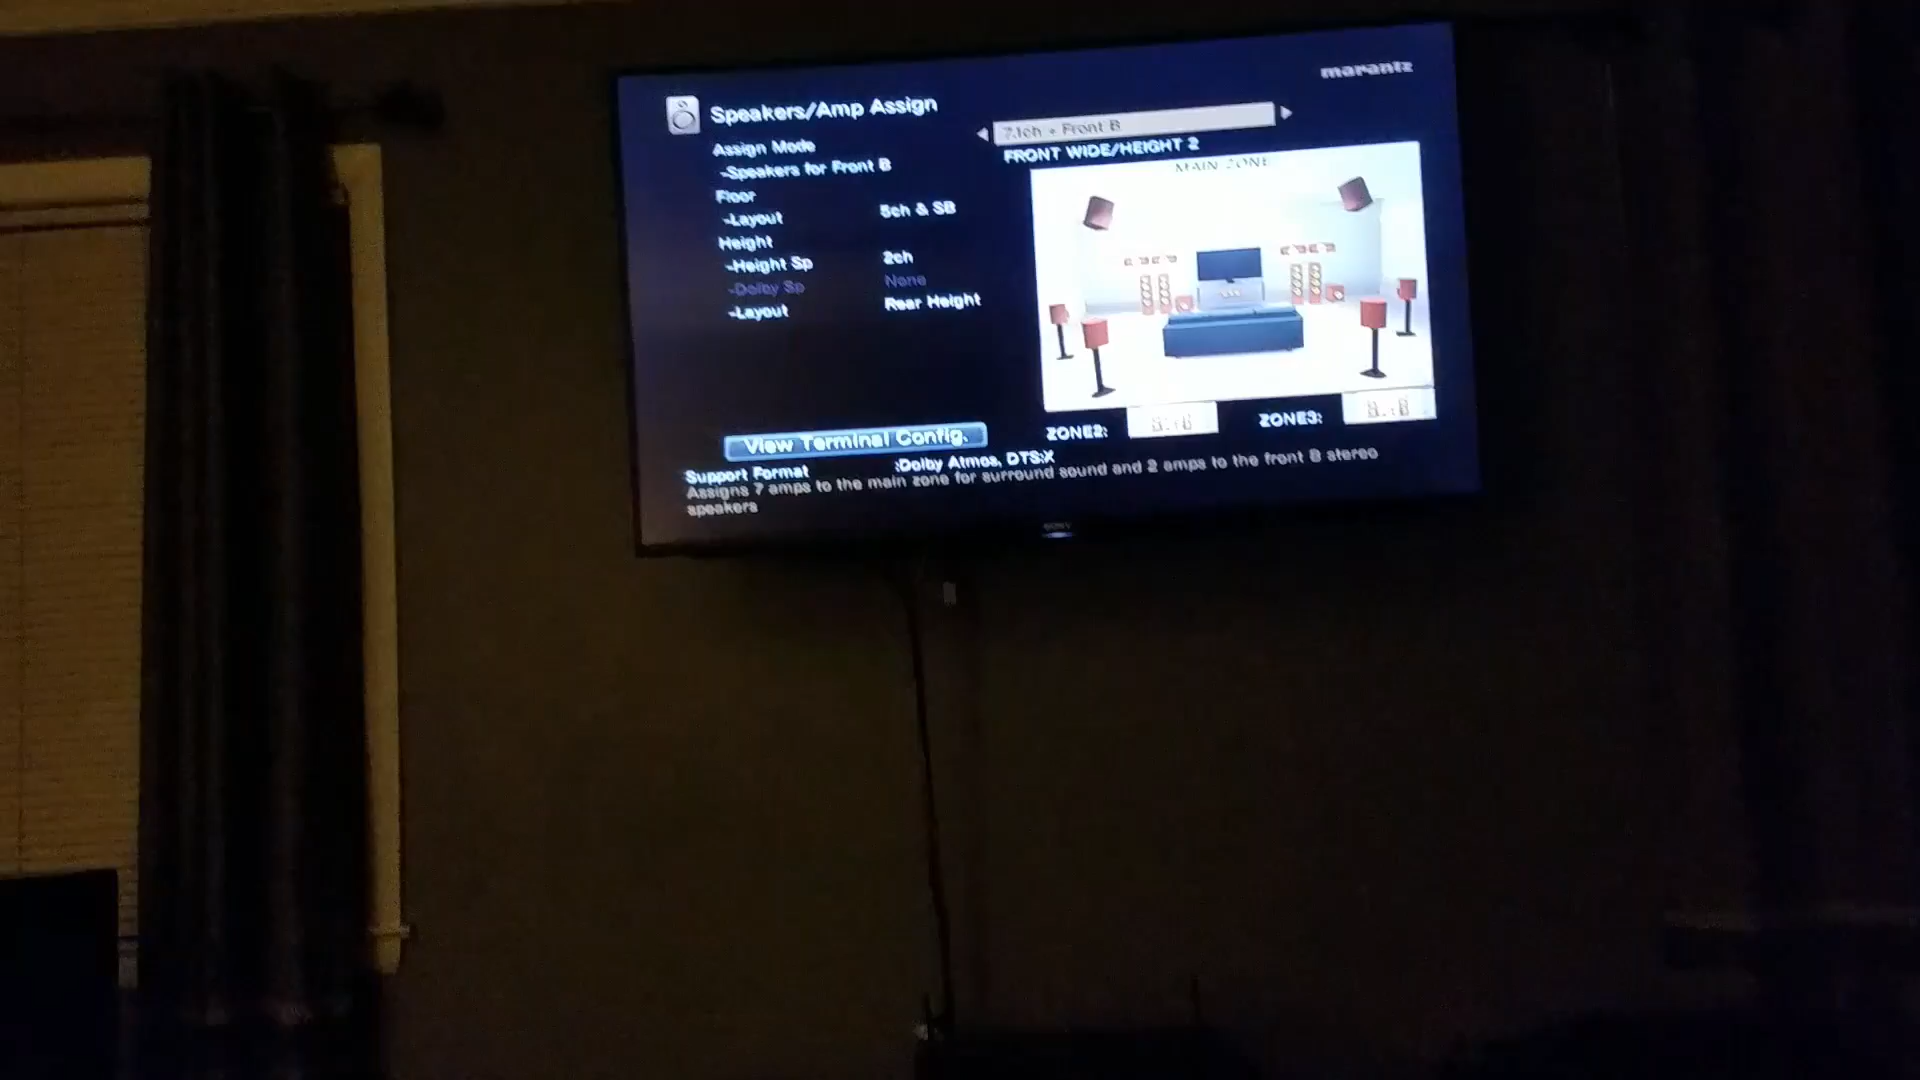 marantz
Speakers/Amp Assign
Assign Mode 7.1ch + Front B
-Speakers for Front B FRONT WIDE/HEIGHT 2
MAIN ZONE
Floor
-Layout 5ch & SB
Height
-Height Sp 2ch
-Dolby Sp None
-Layout Rear Height
View Terminal Config.
ZONE2: ZONE3:
Support Format :Dolby Atmos, DTS:X
Assigns 7 amps to the main zone for surround sound and 2 amps to the front B stereo
speakers
SONY